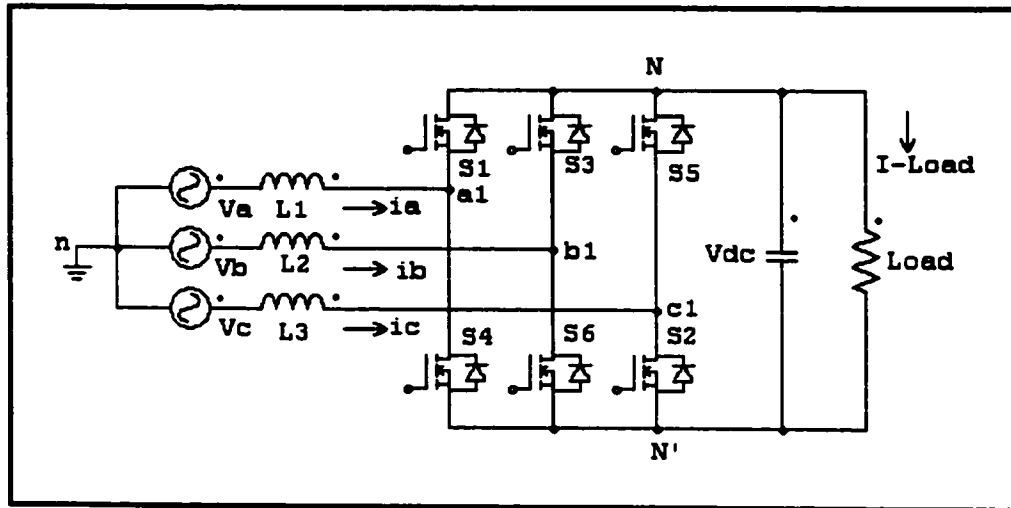 N
S1
S3
S5
I-Load
a1
Va
L1
ia
n
b1
Vdc
Load
Vb
L2
ib
c1
Vc
L3
ic
S4
S6
S2
N'